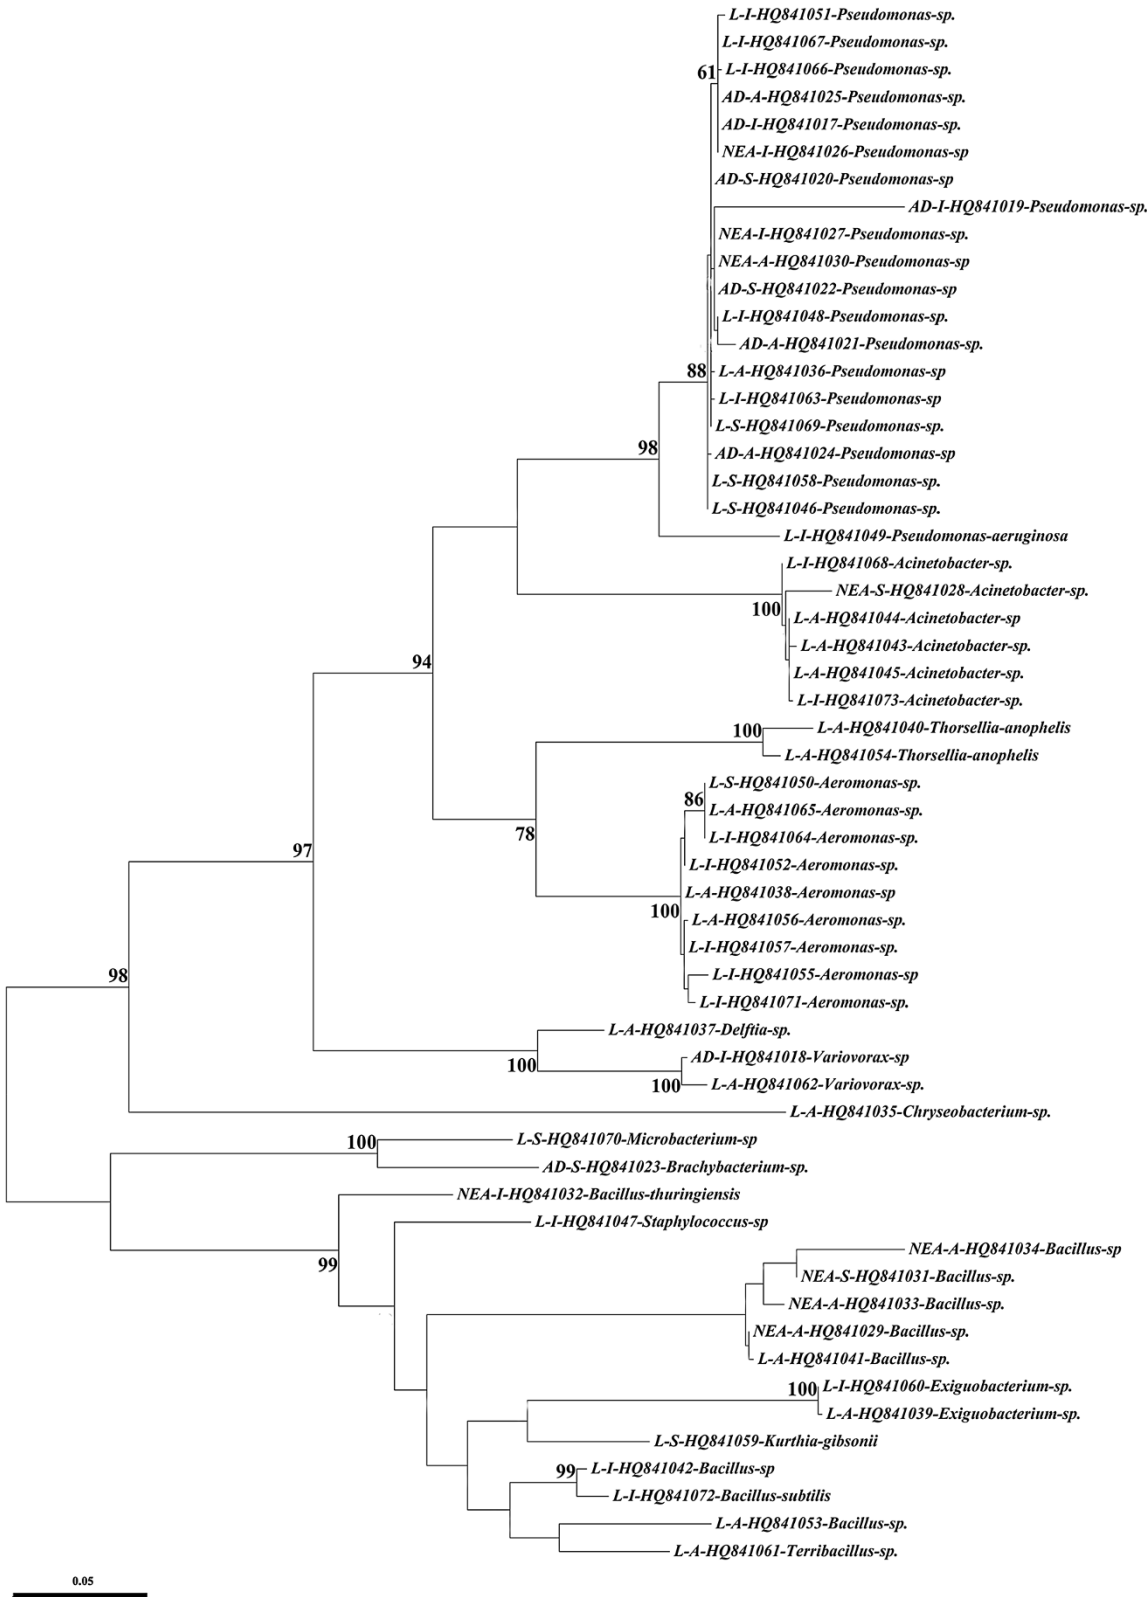 L-I-HQ841051-Pseudomonas-sp.
L-I-HQ841067-Pseudomonas-sp.
61
L-I-HQ841066-Pseudomonas-sp.
AD-A-HQ841025-Pseudomonas-sp.
AD-I-HQ841017-Pseudomonas-sp.
NEA-I-HQ841026-Pseudomonas-sp
AD-S-HQ841020-Pseudomonas-sp
AD-I-HQ841019-Pseudomonas-sp.
NEA-I-HQ841027-Pseudomonas-sp.
NEA-A-HQ841030-Pseudomonas-sp
AD-S-HQ841022-Pseudomonas-sp
L-I-HQ841048-Pseudomonas-sp.
AD-A-HQ841021-Pseudomonas-sp.
88
L-A-HQ841036-Pseudomonas-sp
L-I-HQ841063-Pseudomonas-sp
L-S-HQ841069-Pseudomonas-sp.
98
AD-A-HQ841024-Pseudomonas-sp
L-S-HQ841058-Pseudomonas-sp.
L-S-HQ841046-Pseudomonas-sp.
L-I-HQ841049-Pseudomonas-aeruginosa
L-I-HQ841068-Acinetobacter-sp.
NEA-S-HQ841028-Acinetobacter-sp.
100
L-A-HQ841044-Acinetobacter-sp
L-A-HQ841043-Acinetobacter-sp.
94
L-A-HQ841045-Acinetobacter-sp.
L-I-HQ841073-Acinetobacter-sp.
100
L-A-HQ841040-Thorsellia-anophelis
L-A-HQ841054-Thorsellia-anophelis
L-S-HQ841050-Aeromonas-sp.
86
L-A-HQ841065-Aeromonas-sp.
78
L-I-HQ841064-Aeromonas-sp.
97
L-I-HQ841052-Aeromonas-sp.
L-A-HQ841038-Aeromonas-sp
100
L-A-HQ841056-Aeromonas-sp.
L-I-HQ841057-Aeromonas-sp.
98
L-I-HQ841055-Aeromonas-sp
L-I-HQ841071-Aeromonas-sp.
L-A-HQ841037-Delftia-sp.
100
AD-I-HQ841018-Variovorax-sp
100
L-A-HQ841062-Variovorax-sp.
L-A-HQ841035-Chryseobacterium-sp.
100
L-S-HQ841070-Microbacterium-sp
AD-S-HQ841023-Brachybacterium-sp.
NEA-I-HQ841032-Bacillus-thuringiensis
L-I-HQ841047-Staphylococcus-sp
99
NEA-A-HQ841034-Bacillus-sp
NEA-S-HQ841031-Bacillus-sp.
NEA-A-HQ841033-Bacillus-sp.
NEA-A-HQ841029-Bacillus-sp.
L-A-HQ841041-Bacillus-sp.
100
L-I-HQ841060-Exiguobacterium-sp.
L-A-HQ841039-Exiguobacterium-sp.
L-S-HQ841059-Kurthia-gibsonii
99
L-I-HQ841042-Bacillus-sp
L-I-HQ841072-Bacillus-subtilis
L-A-HQ841053-Bacillus-sp.
L-A-HQ841061-Terribacillus-sp.
0.05